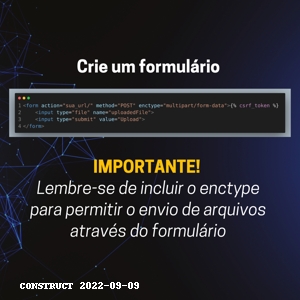 Crie um formulário
1 <form action="sua_url/" method="POST" enctype="multipart/form-data">{% csrf_token %}
2 <input type="file" name="uploadedFile">
3 <input type="submit" value="Upload">
4 </form>
IMPORTANTE!
Lembre-se de incluir o enctype
para permitir o envio de arquivos
através do formulário
CONSTRUCT 2022-09-09